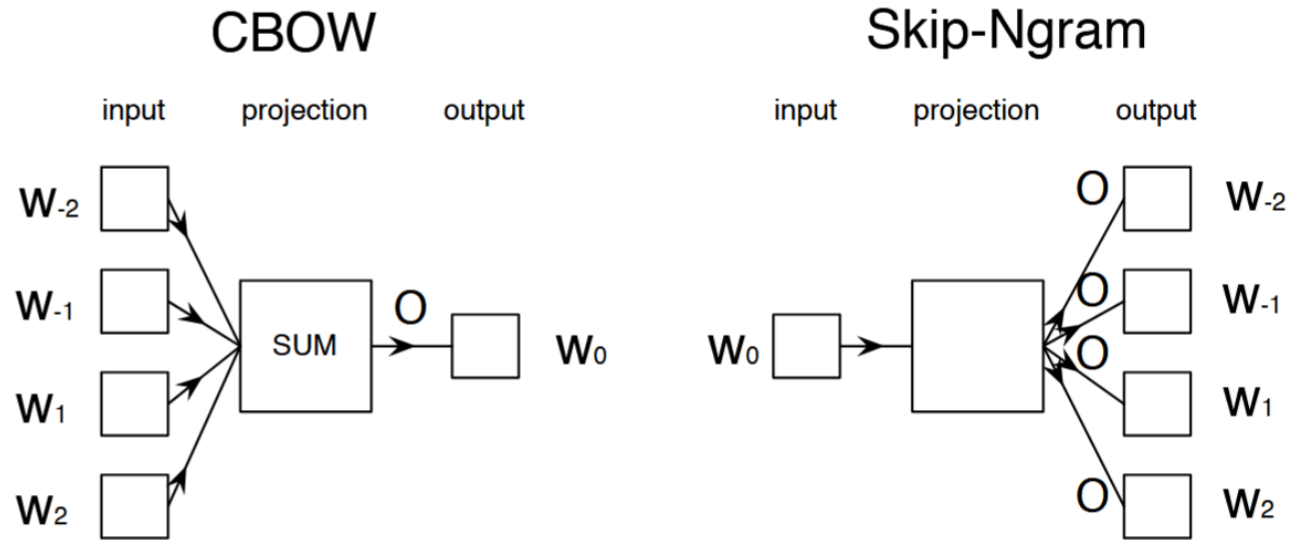 CBOW
input projection output
W-2
W-1
SUM
O
W0
W1
W2
Skip-Ngram
input projection output
W0
O
W-2
O
W-1
O
W1
O
W2